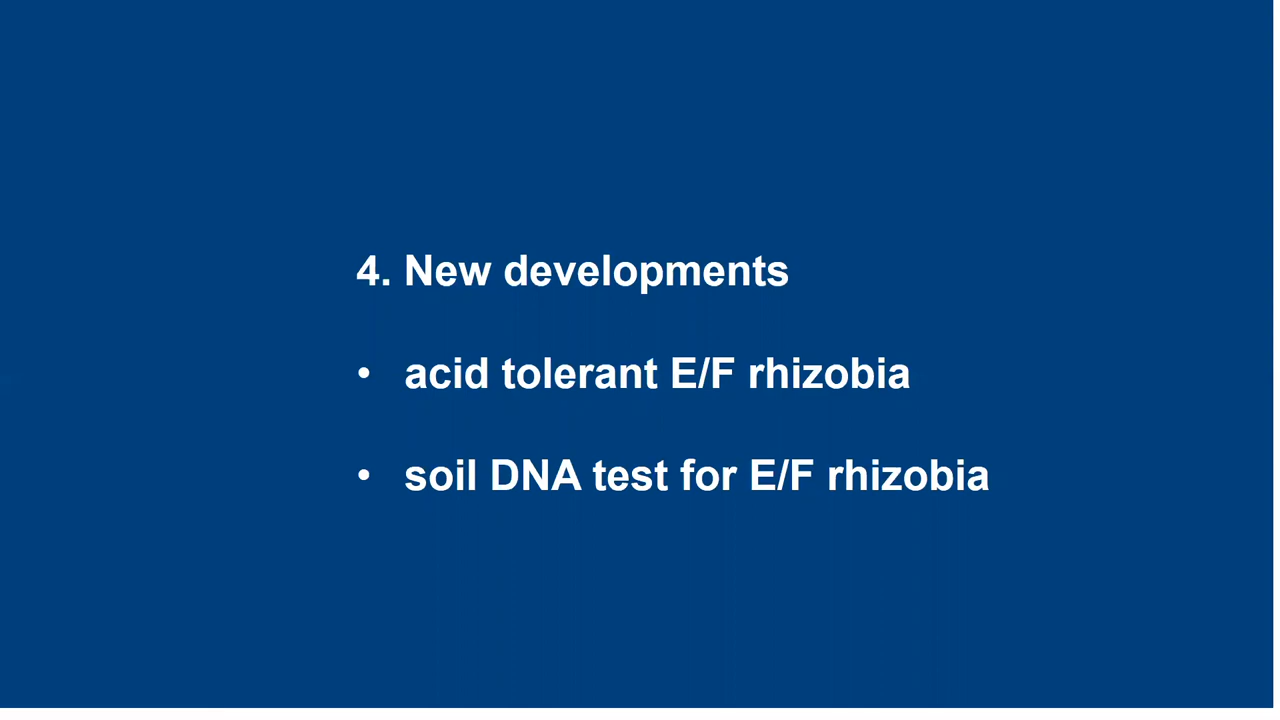 4. New developments
• acid tolerant E/F rhizobia
• soil DNA test for E/F rhizobia